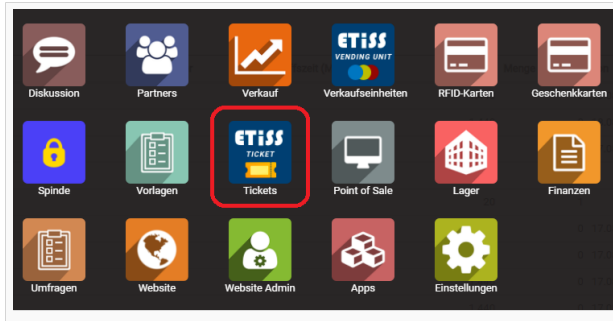 Diskussion
Partners
Verkauf
ETiSS
VENDING UNIT
Verkaufseinheiten
RFID-Karten
Geschenkkarten
Spinde
Vorlagen
ETiSS
TICKET
Tickets
Point of Sale
Lager
Finanzen
Umfragen
Website
Website Admin
Apps
Einstellungen